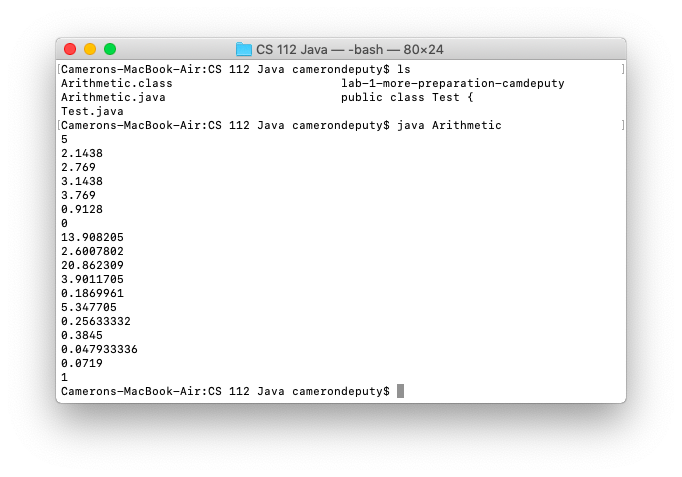 CS 112 Java — -bash — 80×24
[Camerons-MacBook-Air:CS 112 Java camerondeputy$ ls ]
Arithmetic.class lab-1-more-preparation-camdeputy
Arithmetic.java public class Test {
Test.java
[Camerons-MacBook-Air:CS 112 Java camerondeputy$ java Arithmetic ]
5
2.1438
2.769
3.1438
3.769
0.9128
0
13.908205
2.6007802
20.862309
3.9011705
0.1869961
5.347705
0.25633332
0.3845
0.047933336
0.0719
1
Camerons-MacBook-Air:CS 112 Java camerondeputy$